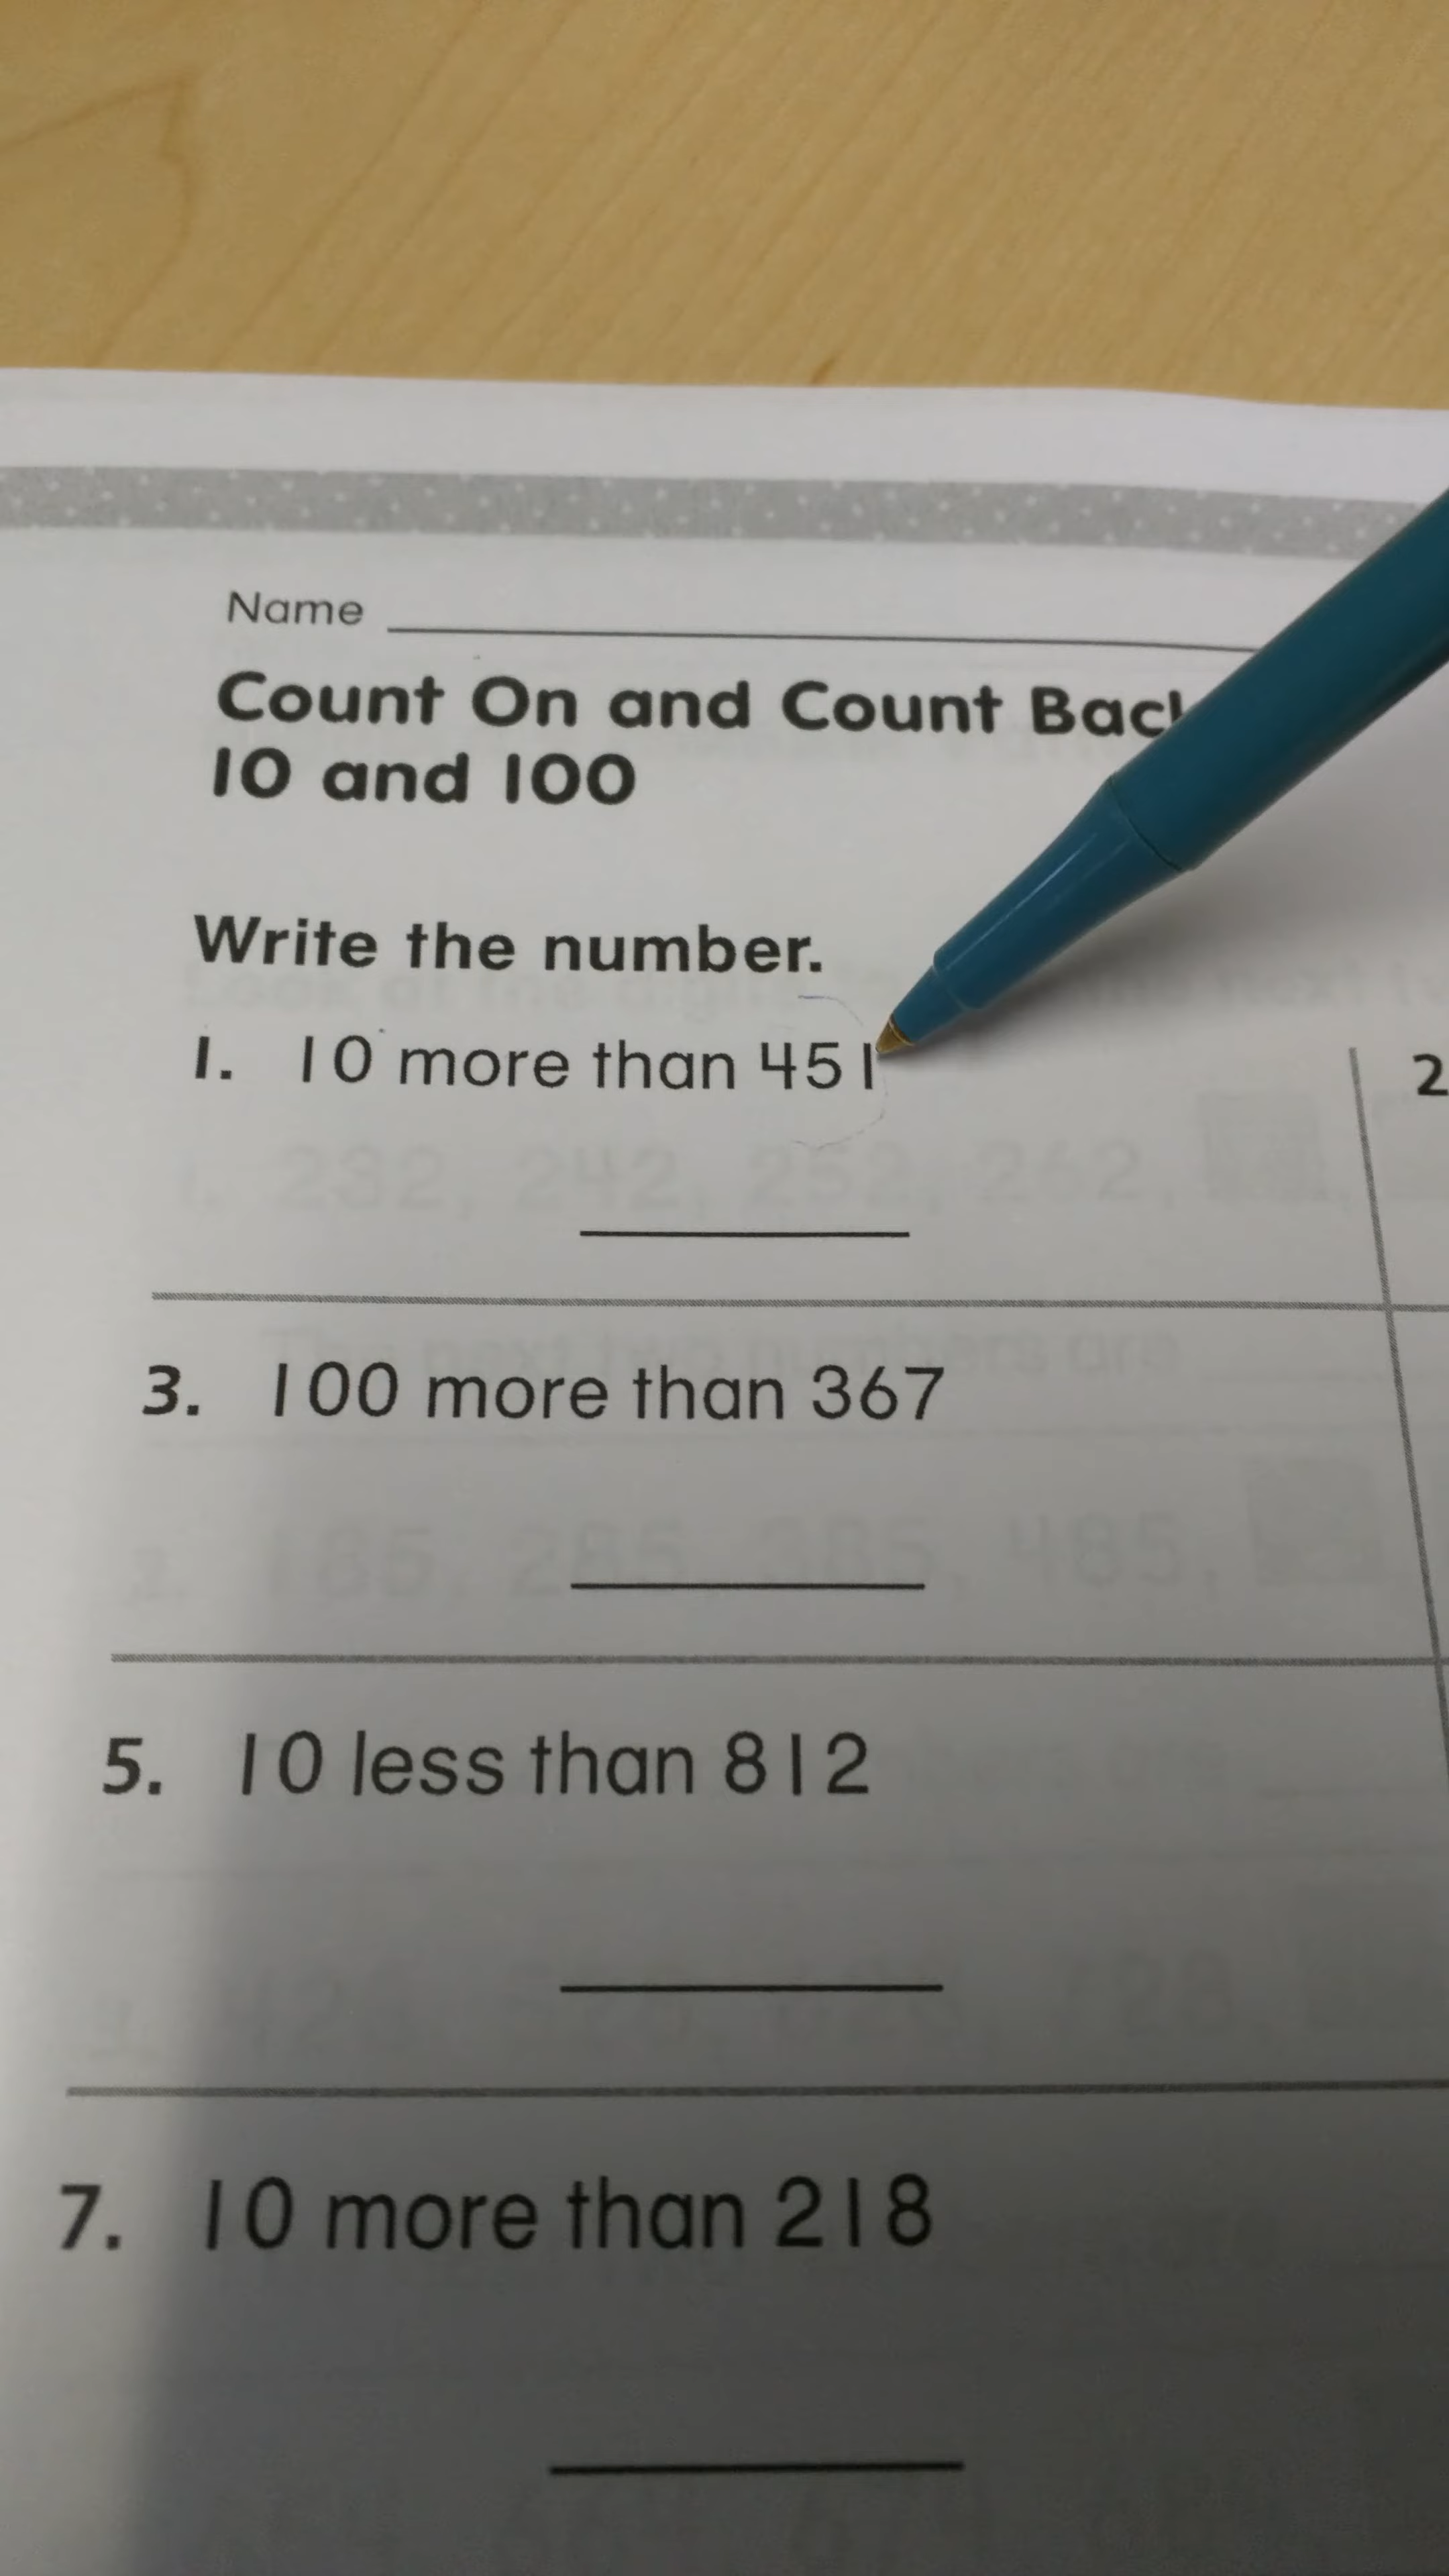 Name
Count On and Count Back
10 and 100
Write the number.
1. 10 more than 451
2
3. 100 more than 367
5. 10 less than 812
7. 10 more than 218